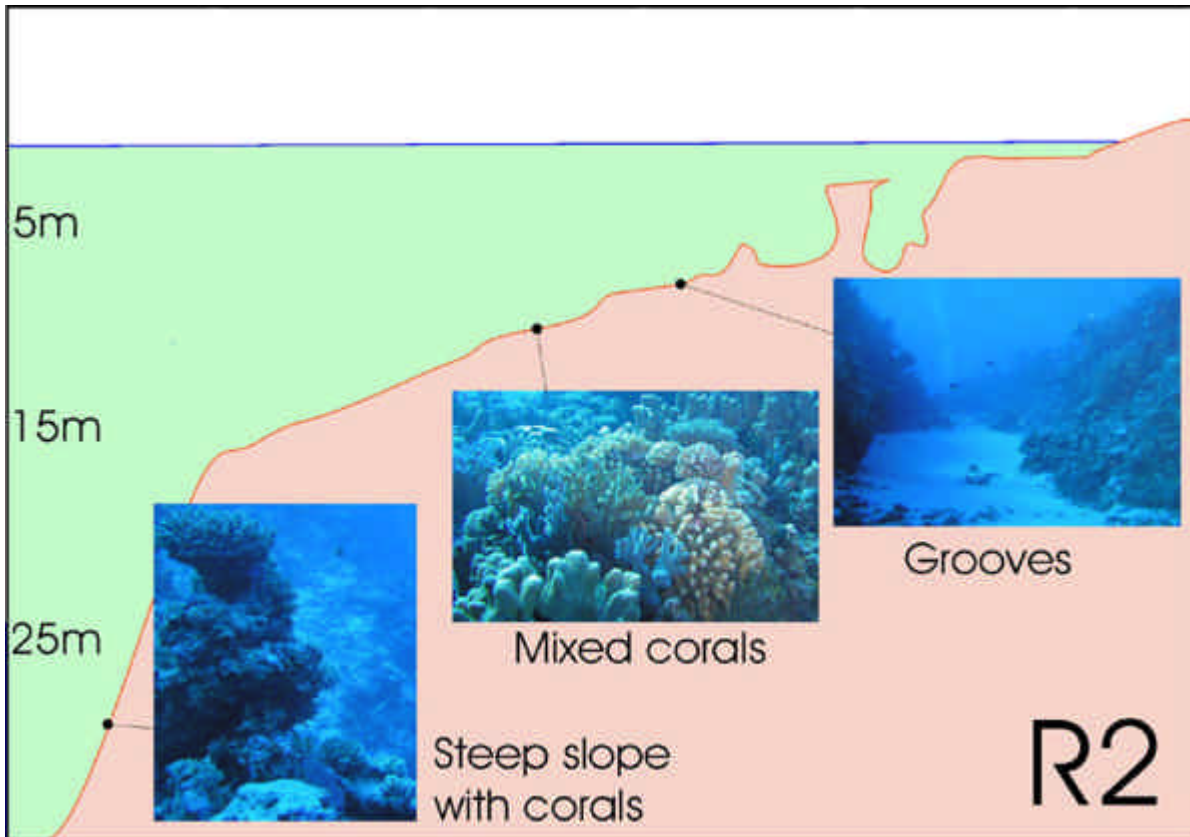 5m
15m
25m
Grooves
Mixed corals
Steep slope
with corals
R2